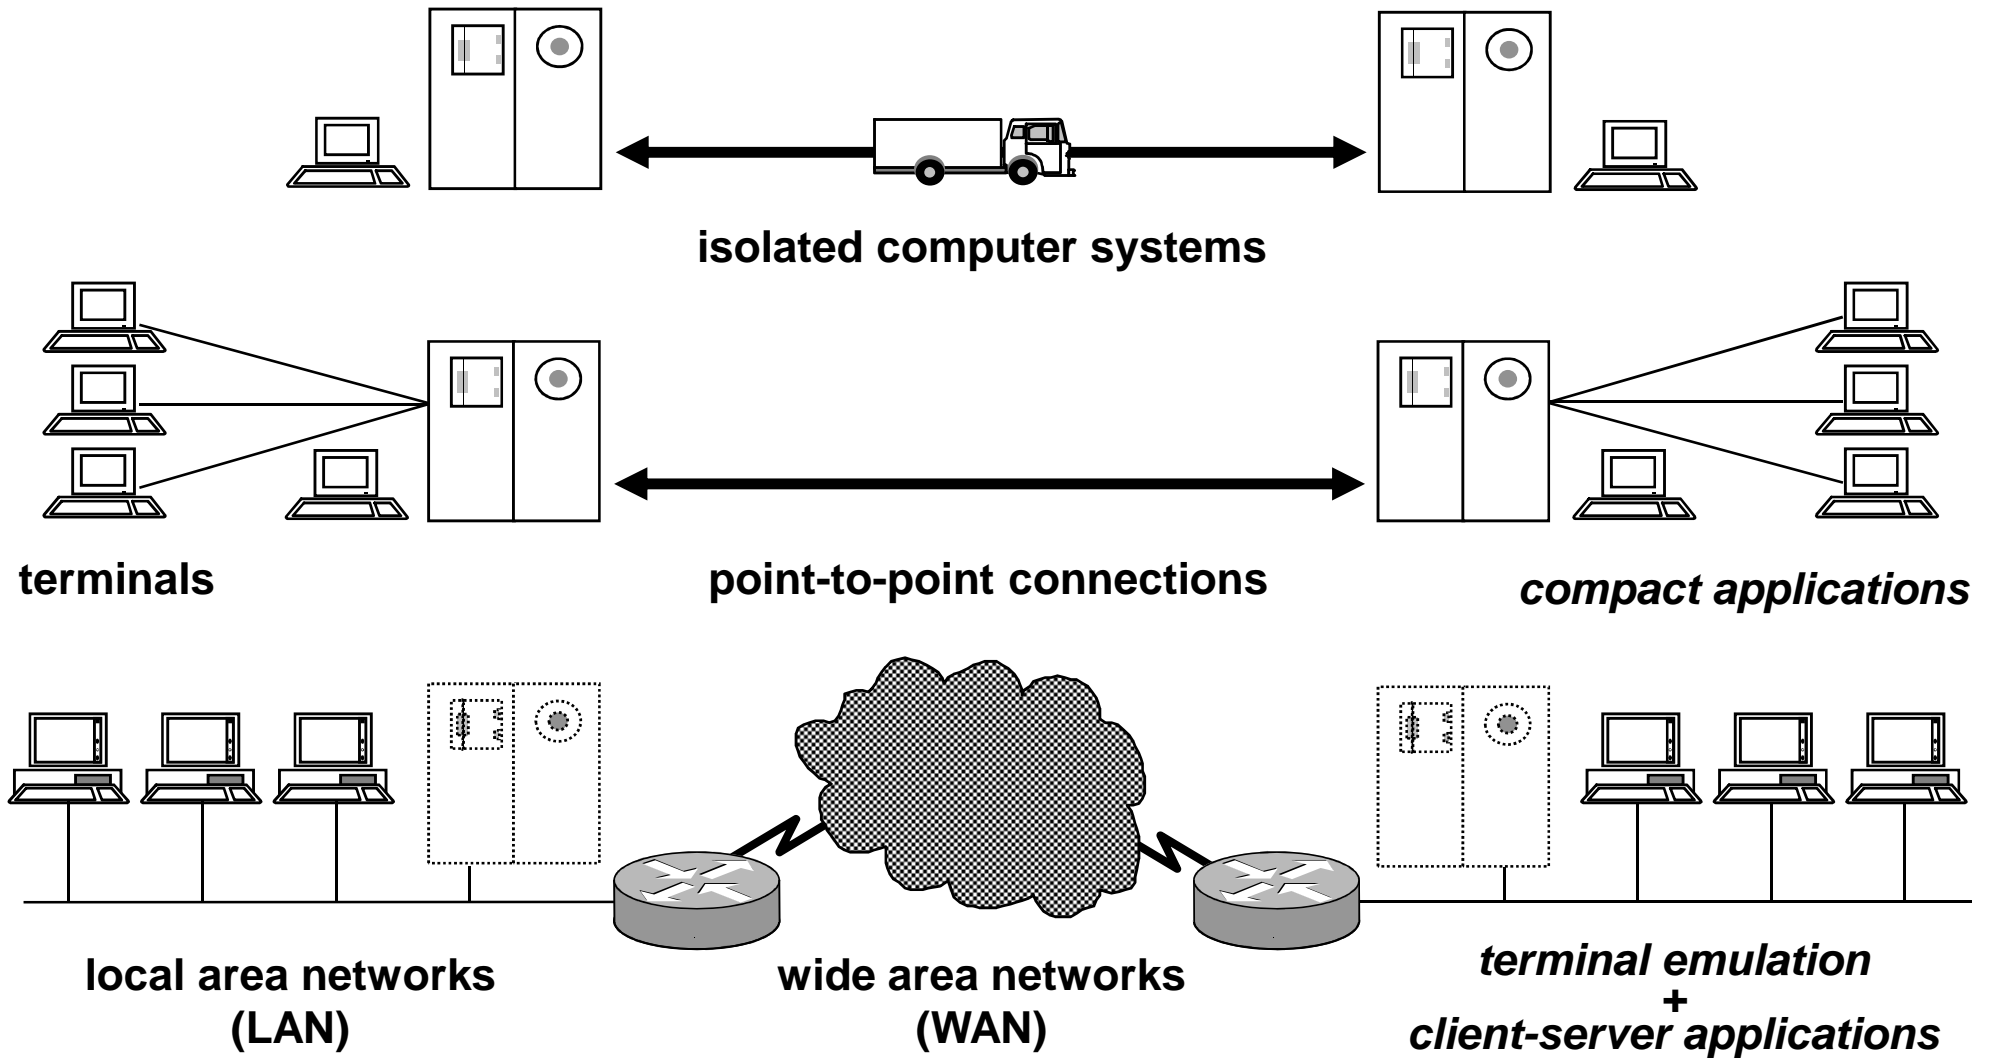 isolated computer systems
terminals
point-to-point connections
compact applications
local area networks
(LAN)
wide area networks
(WAN)
terminal emulation
+
client-server applications